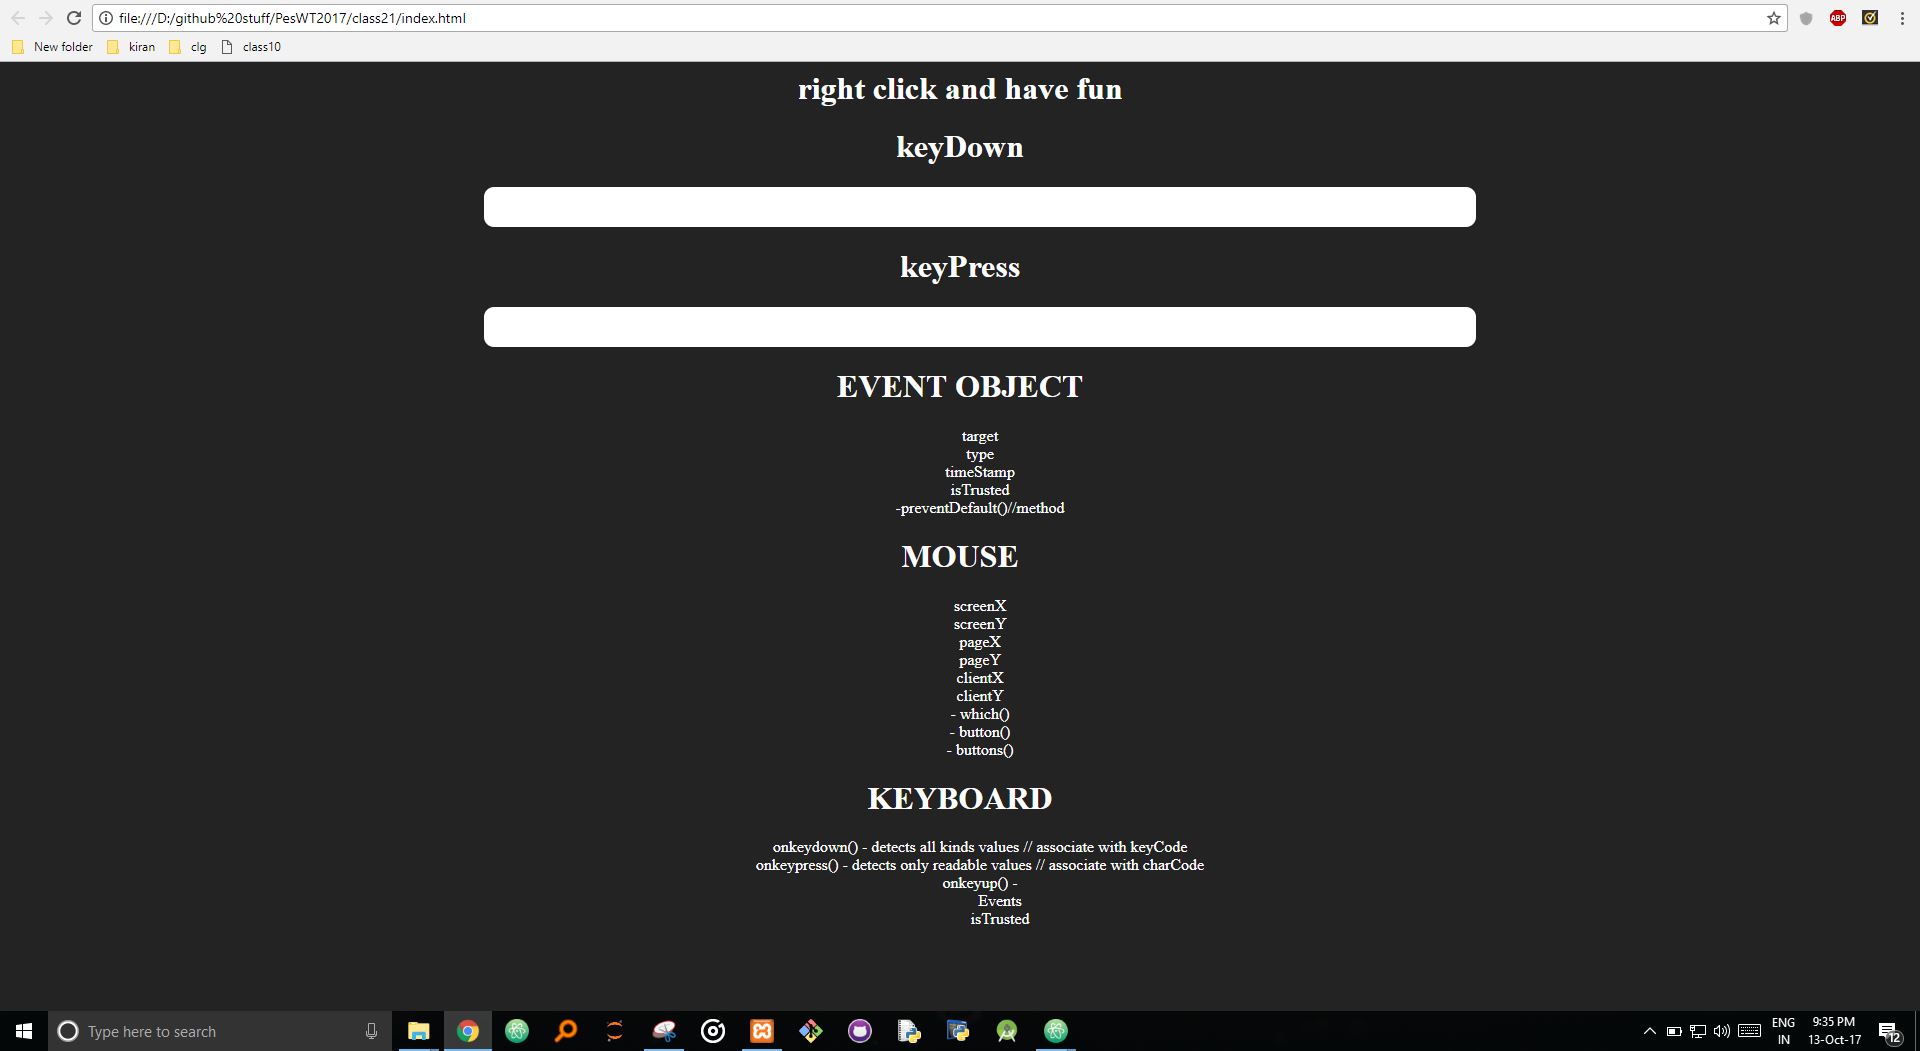 file:///D:/github%20stuff/PesWT2017/class21/index.html
ABP
New folder kiran clg class10
right click and have fun
keyDown
keyPress
EVENT OBJECT
target
type
timeStamp
isTrusted
-preventDefault()//method
MOUSE
screenX
screenY
pageX
pageY
clientX
clientY
- which()
- button()
- buttons()
KEYBOARD
onkeydown() - detects all kinds values // associate with keyCode
onkeypress() - detects only readable values // associate with charCode
onkeyup() -
Events
isTrusted
Type here to search
ENG
IN
9:35 PM
13-Oct-17
12